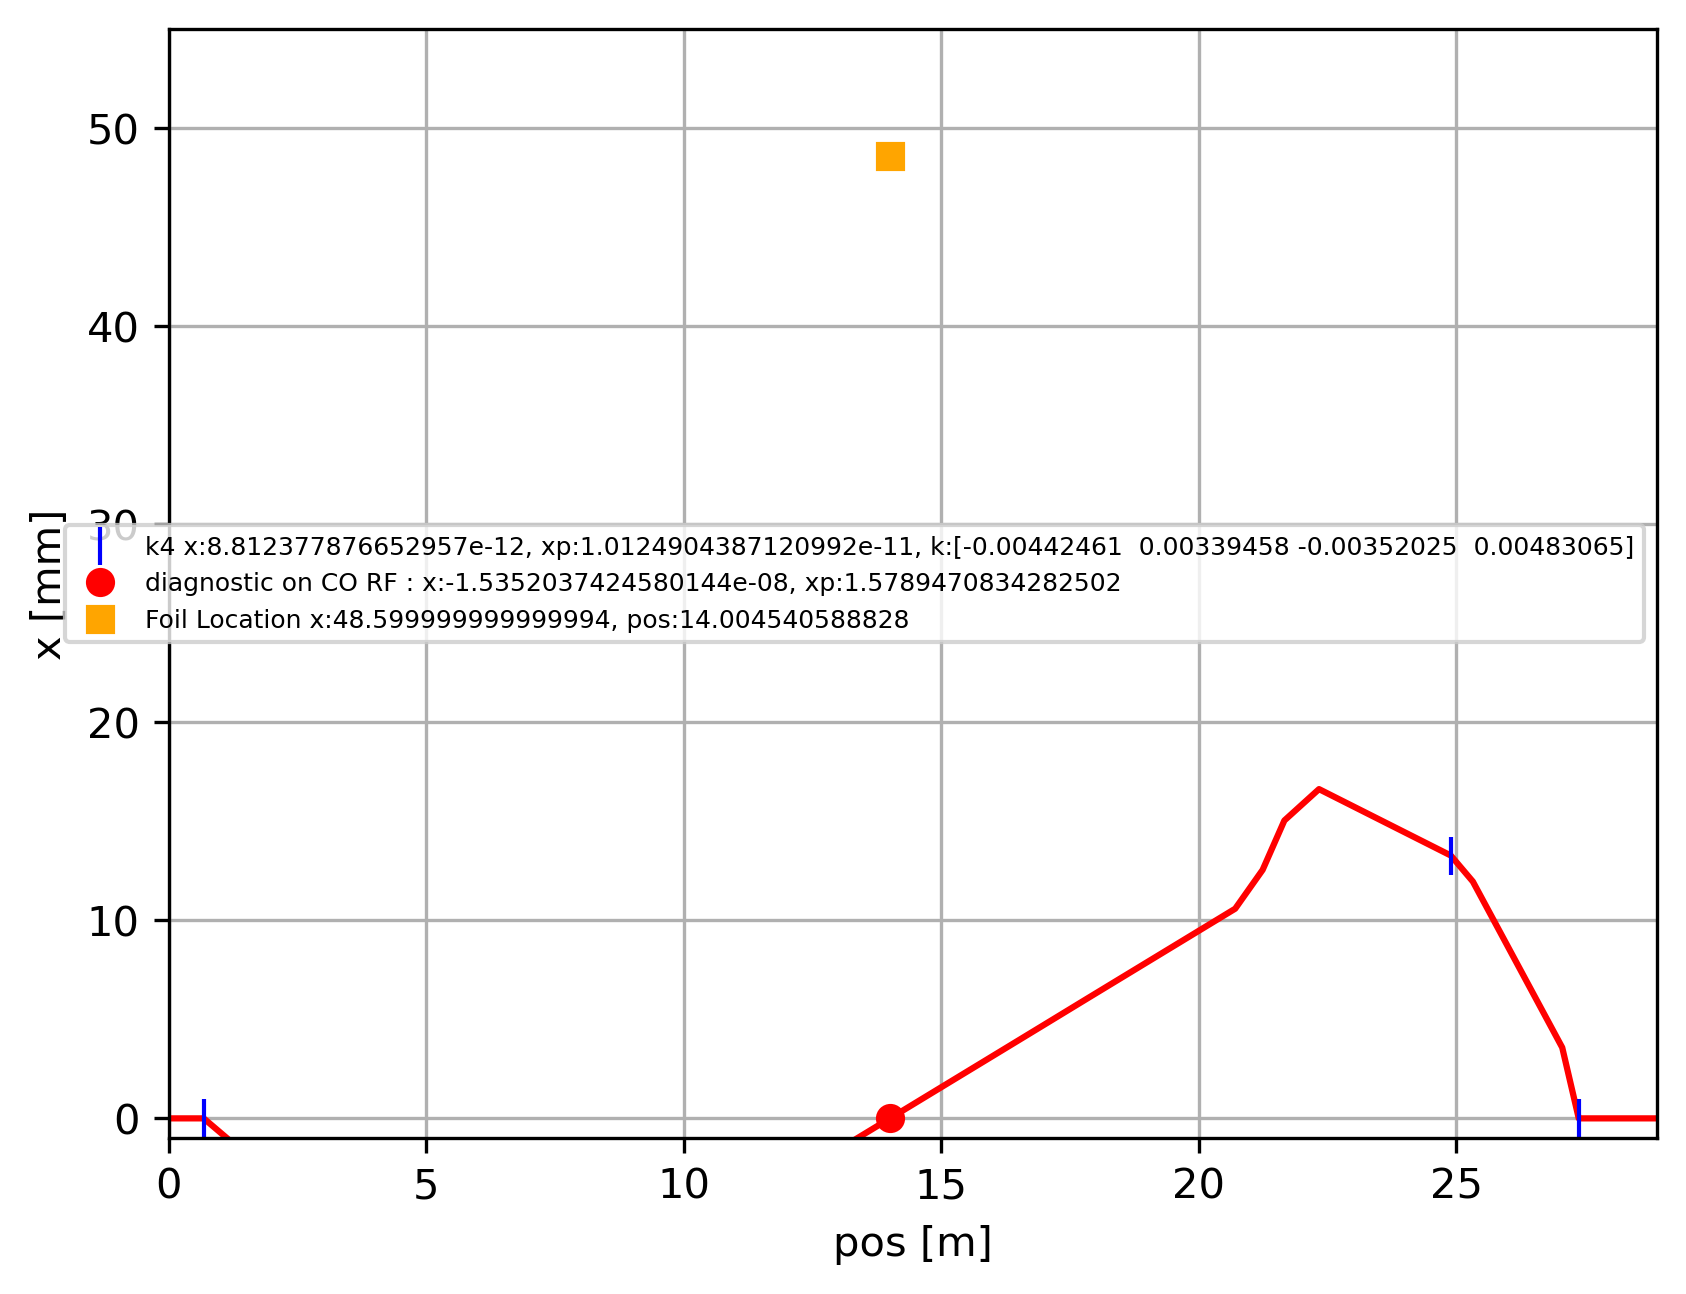 50
40
30
k4 x:8.812377876652957e-12, xp:1.0124904387120992e-11, k:[-0.00442461  0.00339458 -0.00352025  0.00483065]
diagnostic on CO RF : x:-1.5352037424580144e-08, xp:1.5789470834282502
Foil Location x:48.599999999999994, pos:14.004540588828
x [mm]
20
10
0
0 5 10 15 20 25
pos [m]